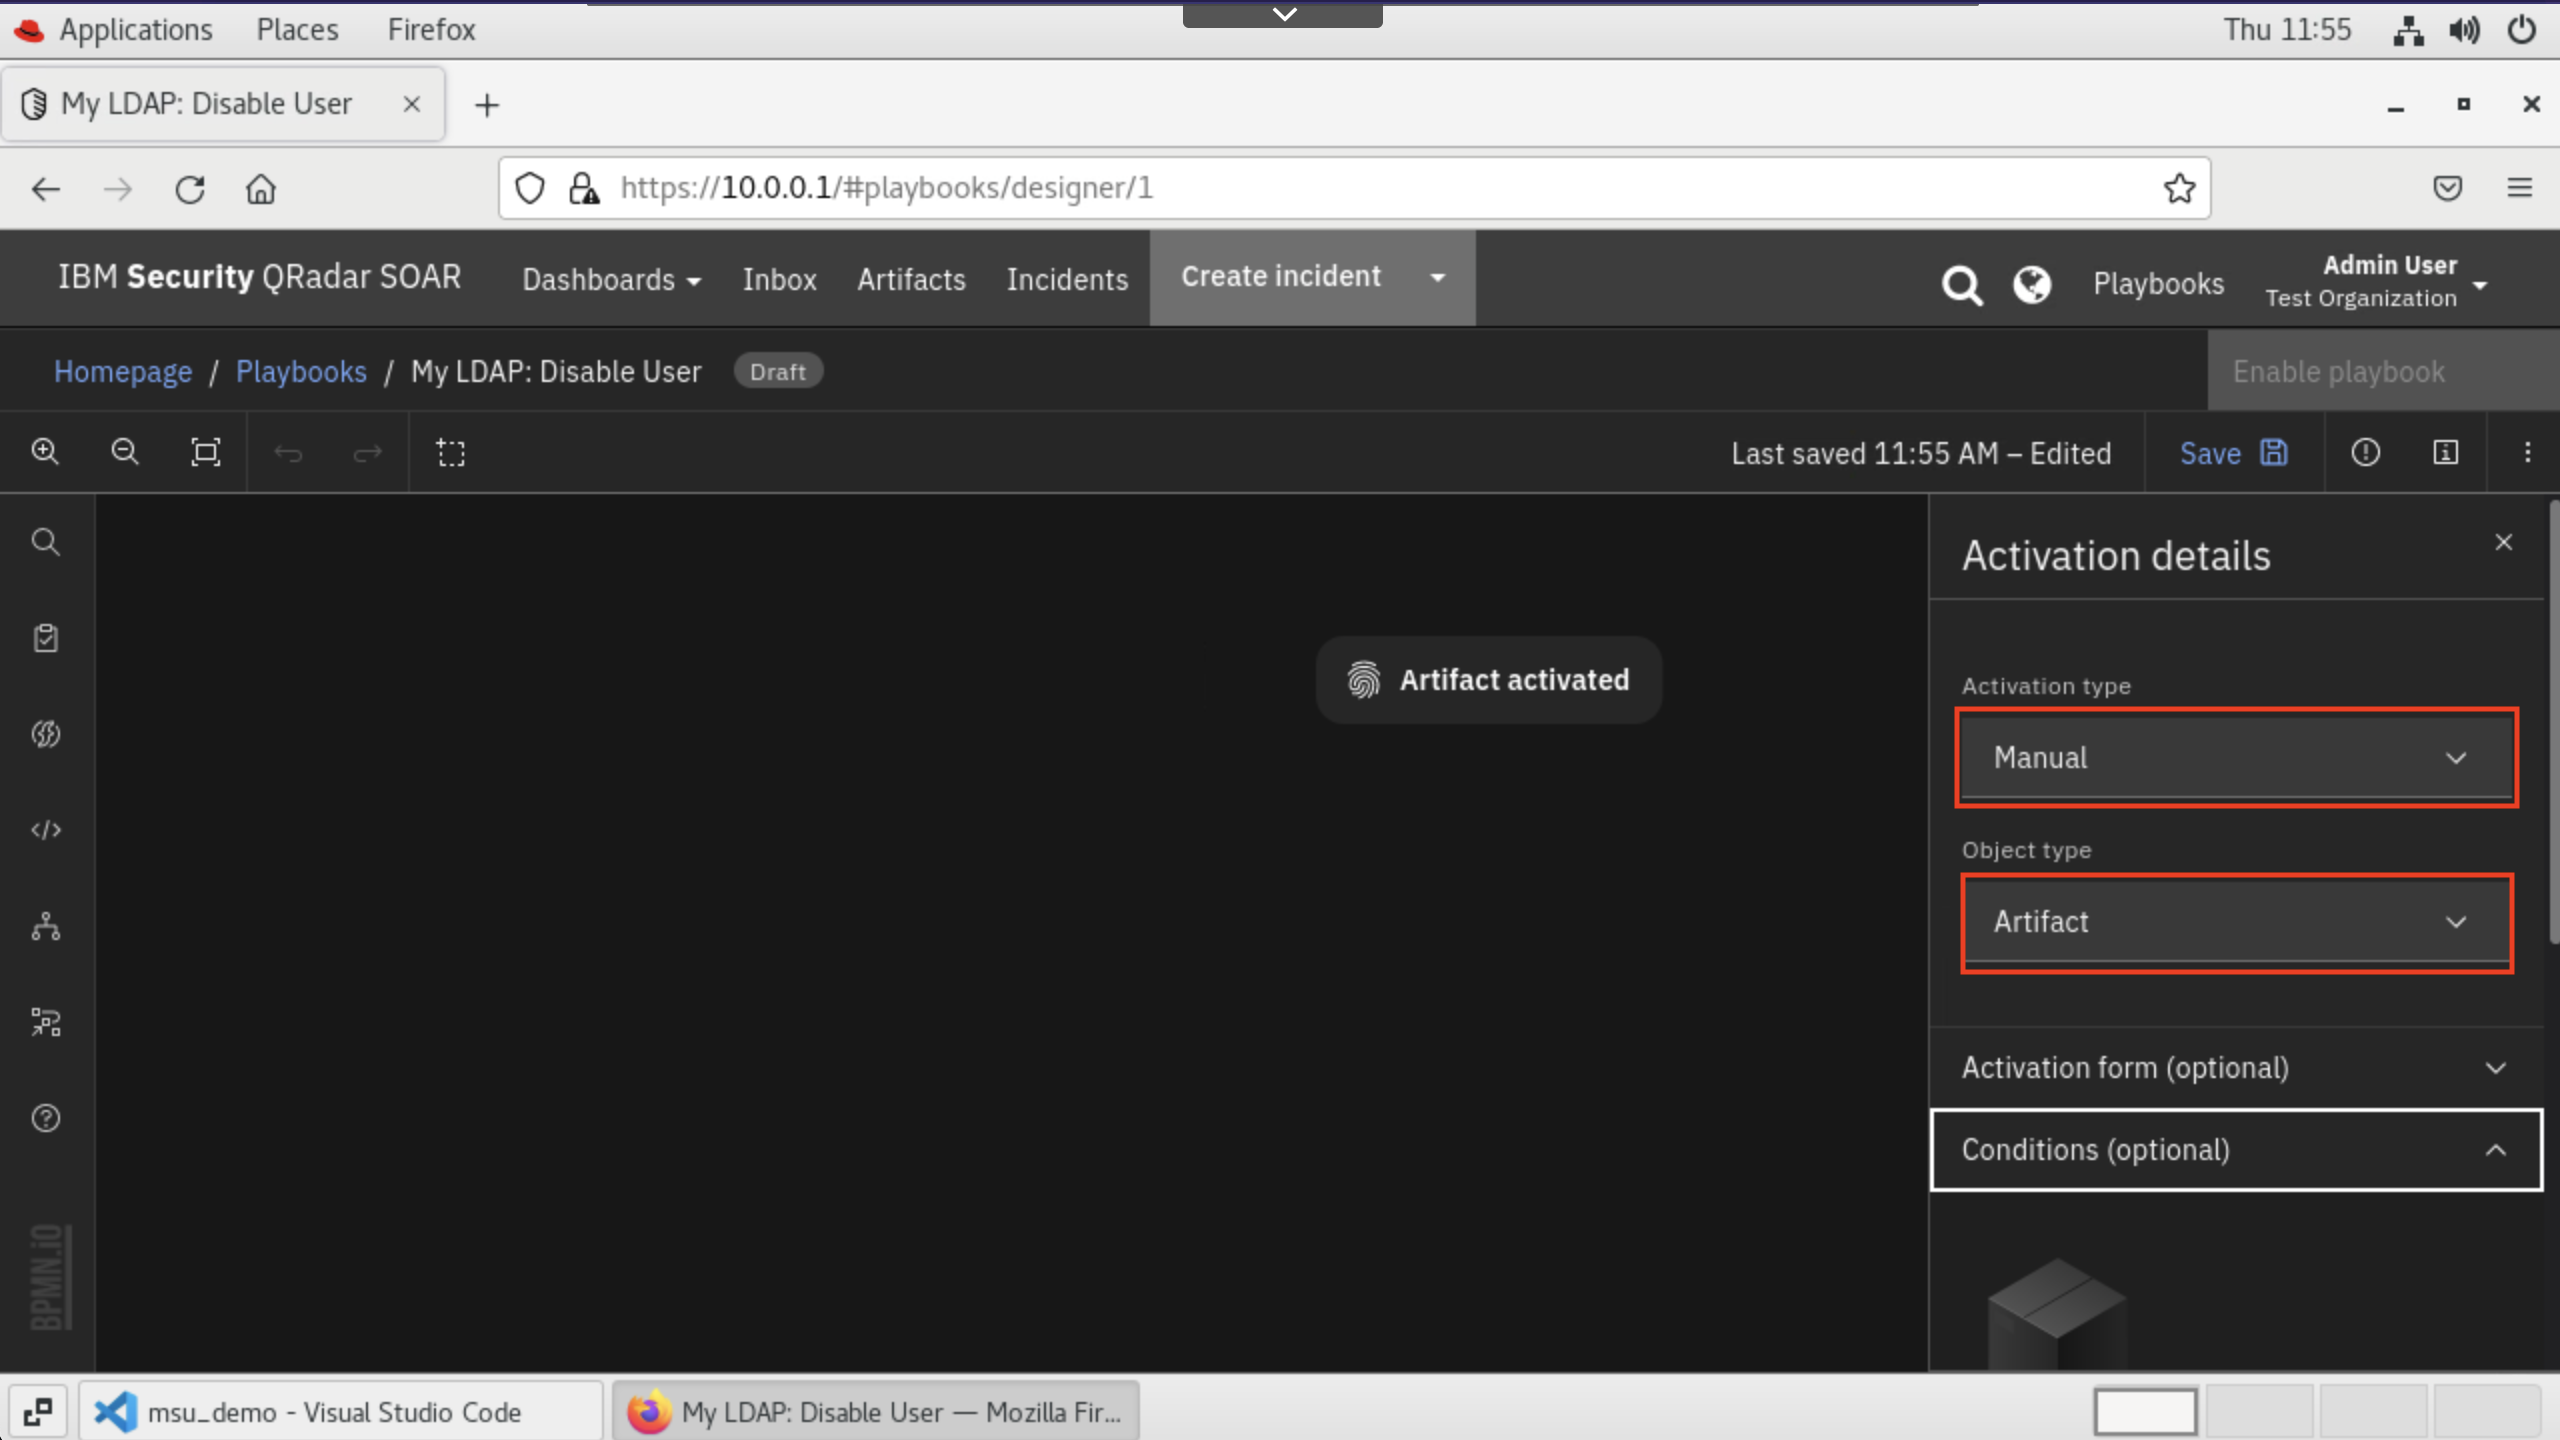 Applications Places Firefox Thu 11:55
My LDAP: Disable User
https://10.0.0.1/#playbooks/designer/1
IBM Security QRadar SOAR Dashboards Inbox Artifacts Incidents Create incident Playbooks Admin User
Test Organization
Homepage / Playbooks / My LDAP: Disable User Draft Enable playbook
Last saved 11:55 AM – Edited Save
Activation details
Artifact activated
Activation type
Manual
Object type
Artifact
Activation form (optional)
Conditions (optional)
BPMN.iO
msu_demo - Visual Studio Code My LDAP: Disable User — Mozilla Fir...